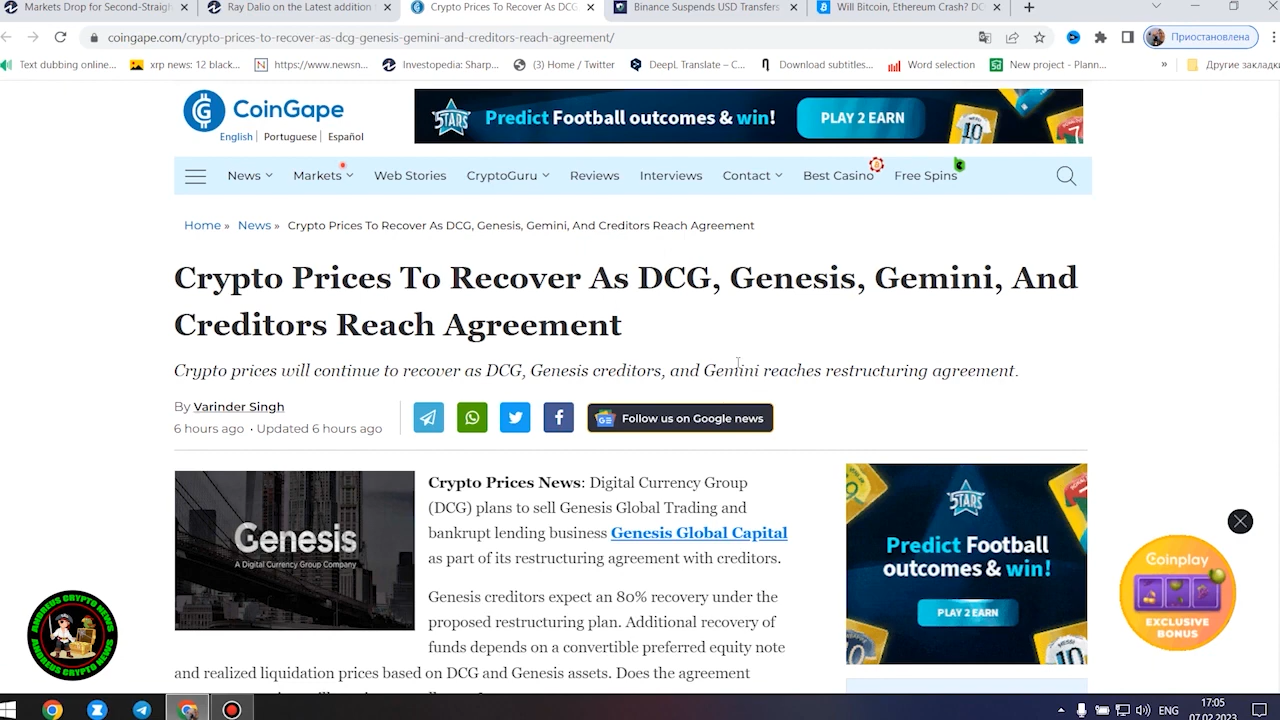 Markets Drop for Second-Straigh
Ray Dalio on the Latest addition
Crypto Prices To Recover As DCG,
Binance Suspends USD Transfers
Will Bitcoin, Ethereum Crash? DC
coingape.com/crypto-prices-to-recover-as-dcg-genesis-gemini-and-creditors-reach-agreement/
Приостановлена
Text dubbing online...
xrp news: 12 black...
https://www.newsn...
Investopedia: Sharp...
(3) Home / Twitter
DeepL Translate – C...
Download subtitles...
Word selection
New project - Plann...
»
Другие закладки
CoinGape
English | Portuguese | Español
STARS
Predict Football outcomes & win!
PLAY 2 EARN
10
News
Markets
Web Stories
CryptoGuru
Reviews
Interviews
Contact
Best Casino
Free Spins
Home » News » Crypto Prices To Recover As DCG, Genesis, Gemini, And Creditors Reach Agreement
Crypto Prices To Recover As DCG, Genesis, Gemini, And
Creditors Reach Agreement
Crypto prices will continue to recover as DCG, Genesis creditors, and Gemini reaches restructuring agreement.
By Varinder Singh
6 hours ago · Updated 6 hours ago
Follow us on Google news
Genesis
A Digital Currency Group Company
Crypto Prices News: Digital Currency Group
(DCG) plans to sell Genesis Global Trading and
bankrupt lending business Genesis Global Capital
as part of its restructuring agreement with creditors.
Genesis creditors expect an 80% recovery under the
proposed restructuring plan. Additional recovery of
funds depends on a convertible preferred equity note
and realized liquidation prices based on DCG and Genesis assets. Does the agreement
STARS
Predict Football
outcomes & win!
PLAY 2 EARN
MESSI
10
Coinplay
EXCLUSIVE
BONUS
ANDREUS CRYPTO NEWS
ANDREUS CRYPTO NEWS
ENG
17:05
07.02.2023